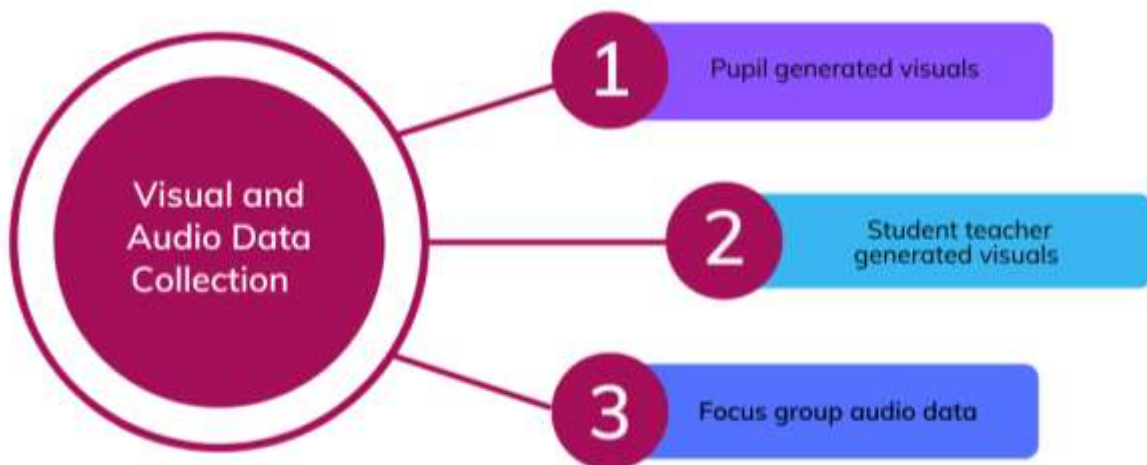 Visual and
Audio Data
Collection
1
Pupil generated visuals
2
Student teacher
generated visuals
3
Focus group audio data